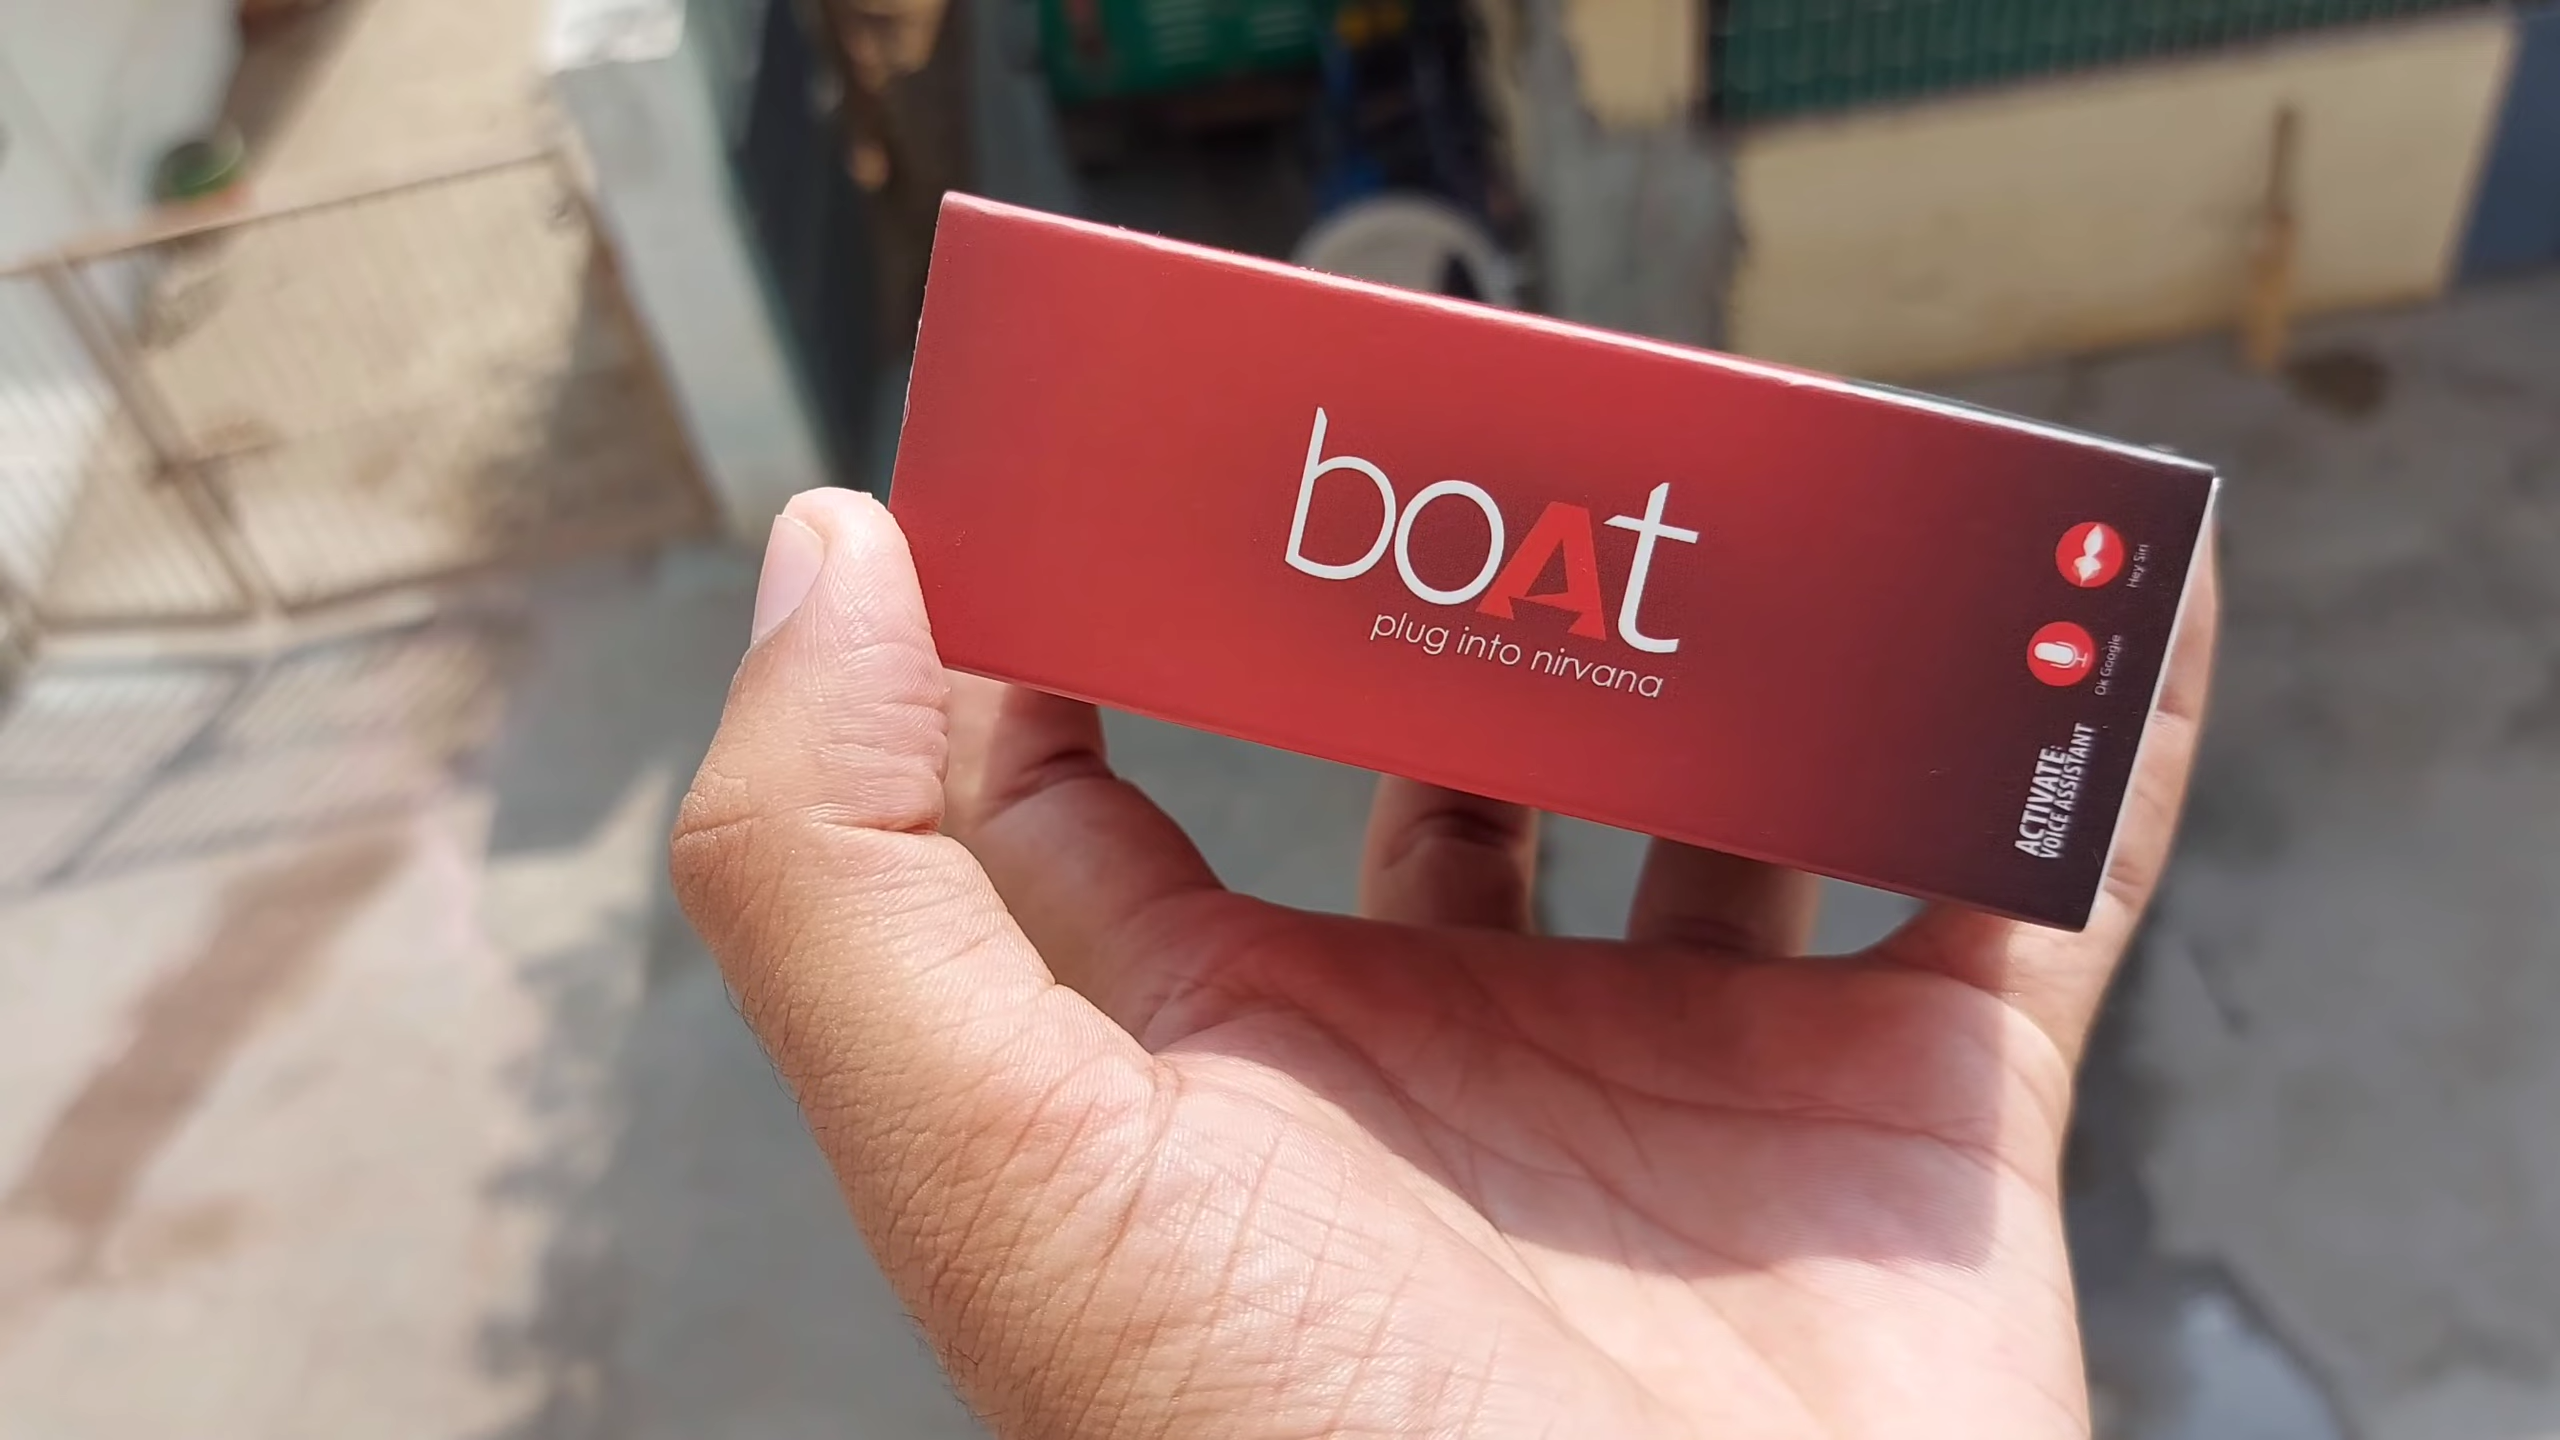 boAt
plug into nirvana
Hey Siri
Ok Google
ACTIVATE:
VOICE ASSISTANT